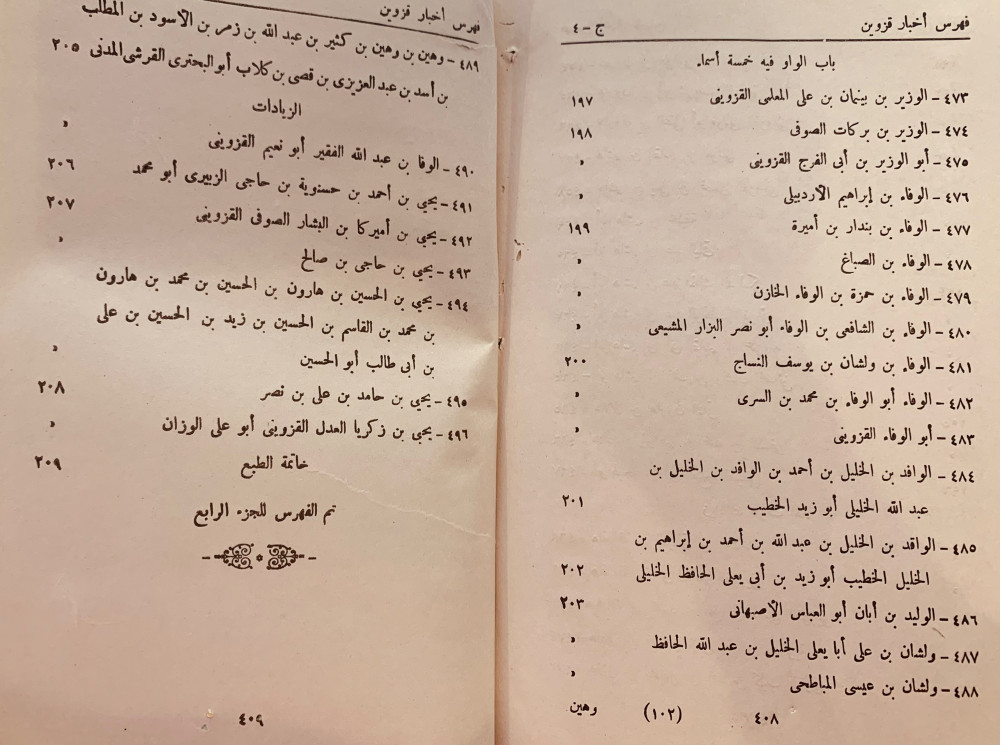 فهرس أخبار قزوين ج - ٤
باب الواو فيه خمسة أسماء
٤٧٣ - الوزير بن بينمان بن على المعلمى القزوينى ١٩٧
٤٧٤ - الوزير بن بركات الصوفى ١٩٨
٤٧٥ - أبو الوزير بن أبى الفرج القزوينى »
٤٧٦ - الوفاء بن إبراهيم الأردبيلى »
٤٧٧ - الوفاء بن بندار بن أميرة ١٩٩
٤٧٨ - الوفاء بن الصباغ »
٤٧٩ - الوفاء بن حمزة بن الوفاء الخازن »
٤٨٠ - الوفاء بن الشافعى بن الوفاء أبو نصر البزار المشيعى »
٤٨١ - الوفاء بن ولشان بن يوسف النساج ٢٠٠
٤٨٢ - الوفاء أبو الوفاء بن محمد بن السرى »
٤٨٣ - أبو الوفاء القزوينى »
٤٨٤ - الوافد بن الخليل بن أحمد بن الوافد بن الخليل بن
عبد الله الخليلى أبو زيد الخطيب ٢٠١
٤٨٥ - الواقد بن الخليل بن عبد الله بن أحمد بن إبراهيم بن
الخليل الخطيب أبو زيد بن أبى يعلى الحافظ الخليلى ٢٠٢
٤٨٦ - الوليد بن أبان أبو العباس الأصبهانى ٢٠٣
٤٨٧ - ولشان بن على أبا يعلى الخليل بن عبد الله الحافظ »
٤٨٨ - ولشان بن عيسى المباطحى »
٤٠٨ (١٠٢) وهين
فهرس أخبار قزوين
٤٨٩ - وهين بن وهين بن كثير بن عبد الله بن زمر بن الأسود بن المطلب
بن أسد بن عبد العزيزى بن قصى بن كلاب أبو البحترى القرشى المدنى ٢٠٥
الزيادات
٤٩٠ - الوفا بن عبد الله الفقير أبو نعيم القزوينى »
٤٩١ - يحيى بن أحمد بن حسنوية بن حاجى الزبيرى أبو محمد ٢٠٦
٤٩٢ - يحيى بن أميركا بن البشار الصوفى القزوينى ٢٠٧
٤٩٣ - يحيى بن حاجى بن صالح »
٤٩٤ - يحيى بن الحسين بن هارون بن الحسين بن محمد بن هارون
بن محمد بن القاسم بن الحسين بن زيد بن الحسين بن على
بن أبى طالب أبو الحسين »
٤٩٥ - يحيى بن حامد بن على بن نصر ٢٠٨
٤٩٦ - يحيى بن زكريا العدل القزوينى أبو على الوزان »
خاتمة الطبع ٢٠٩
تم الفهرس للجزء الرابع
٤٠٩